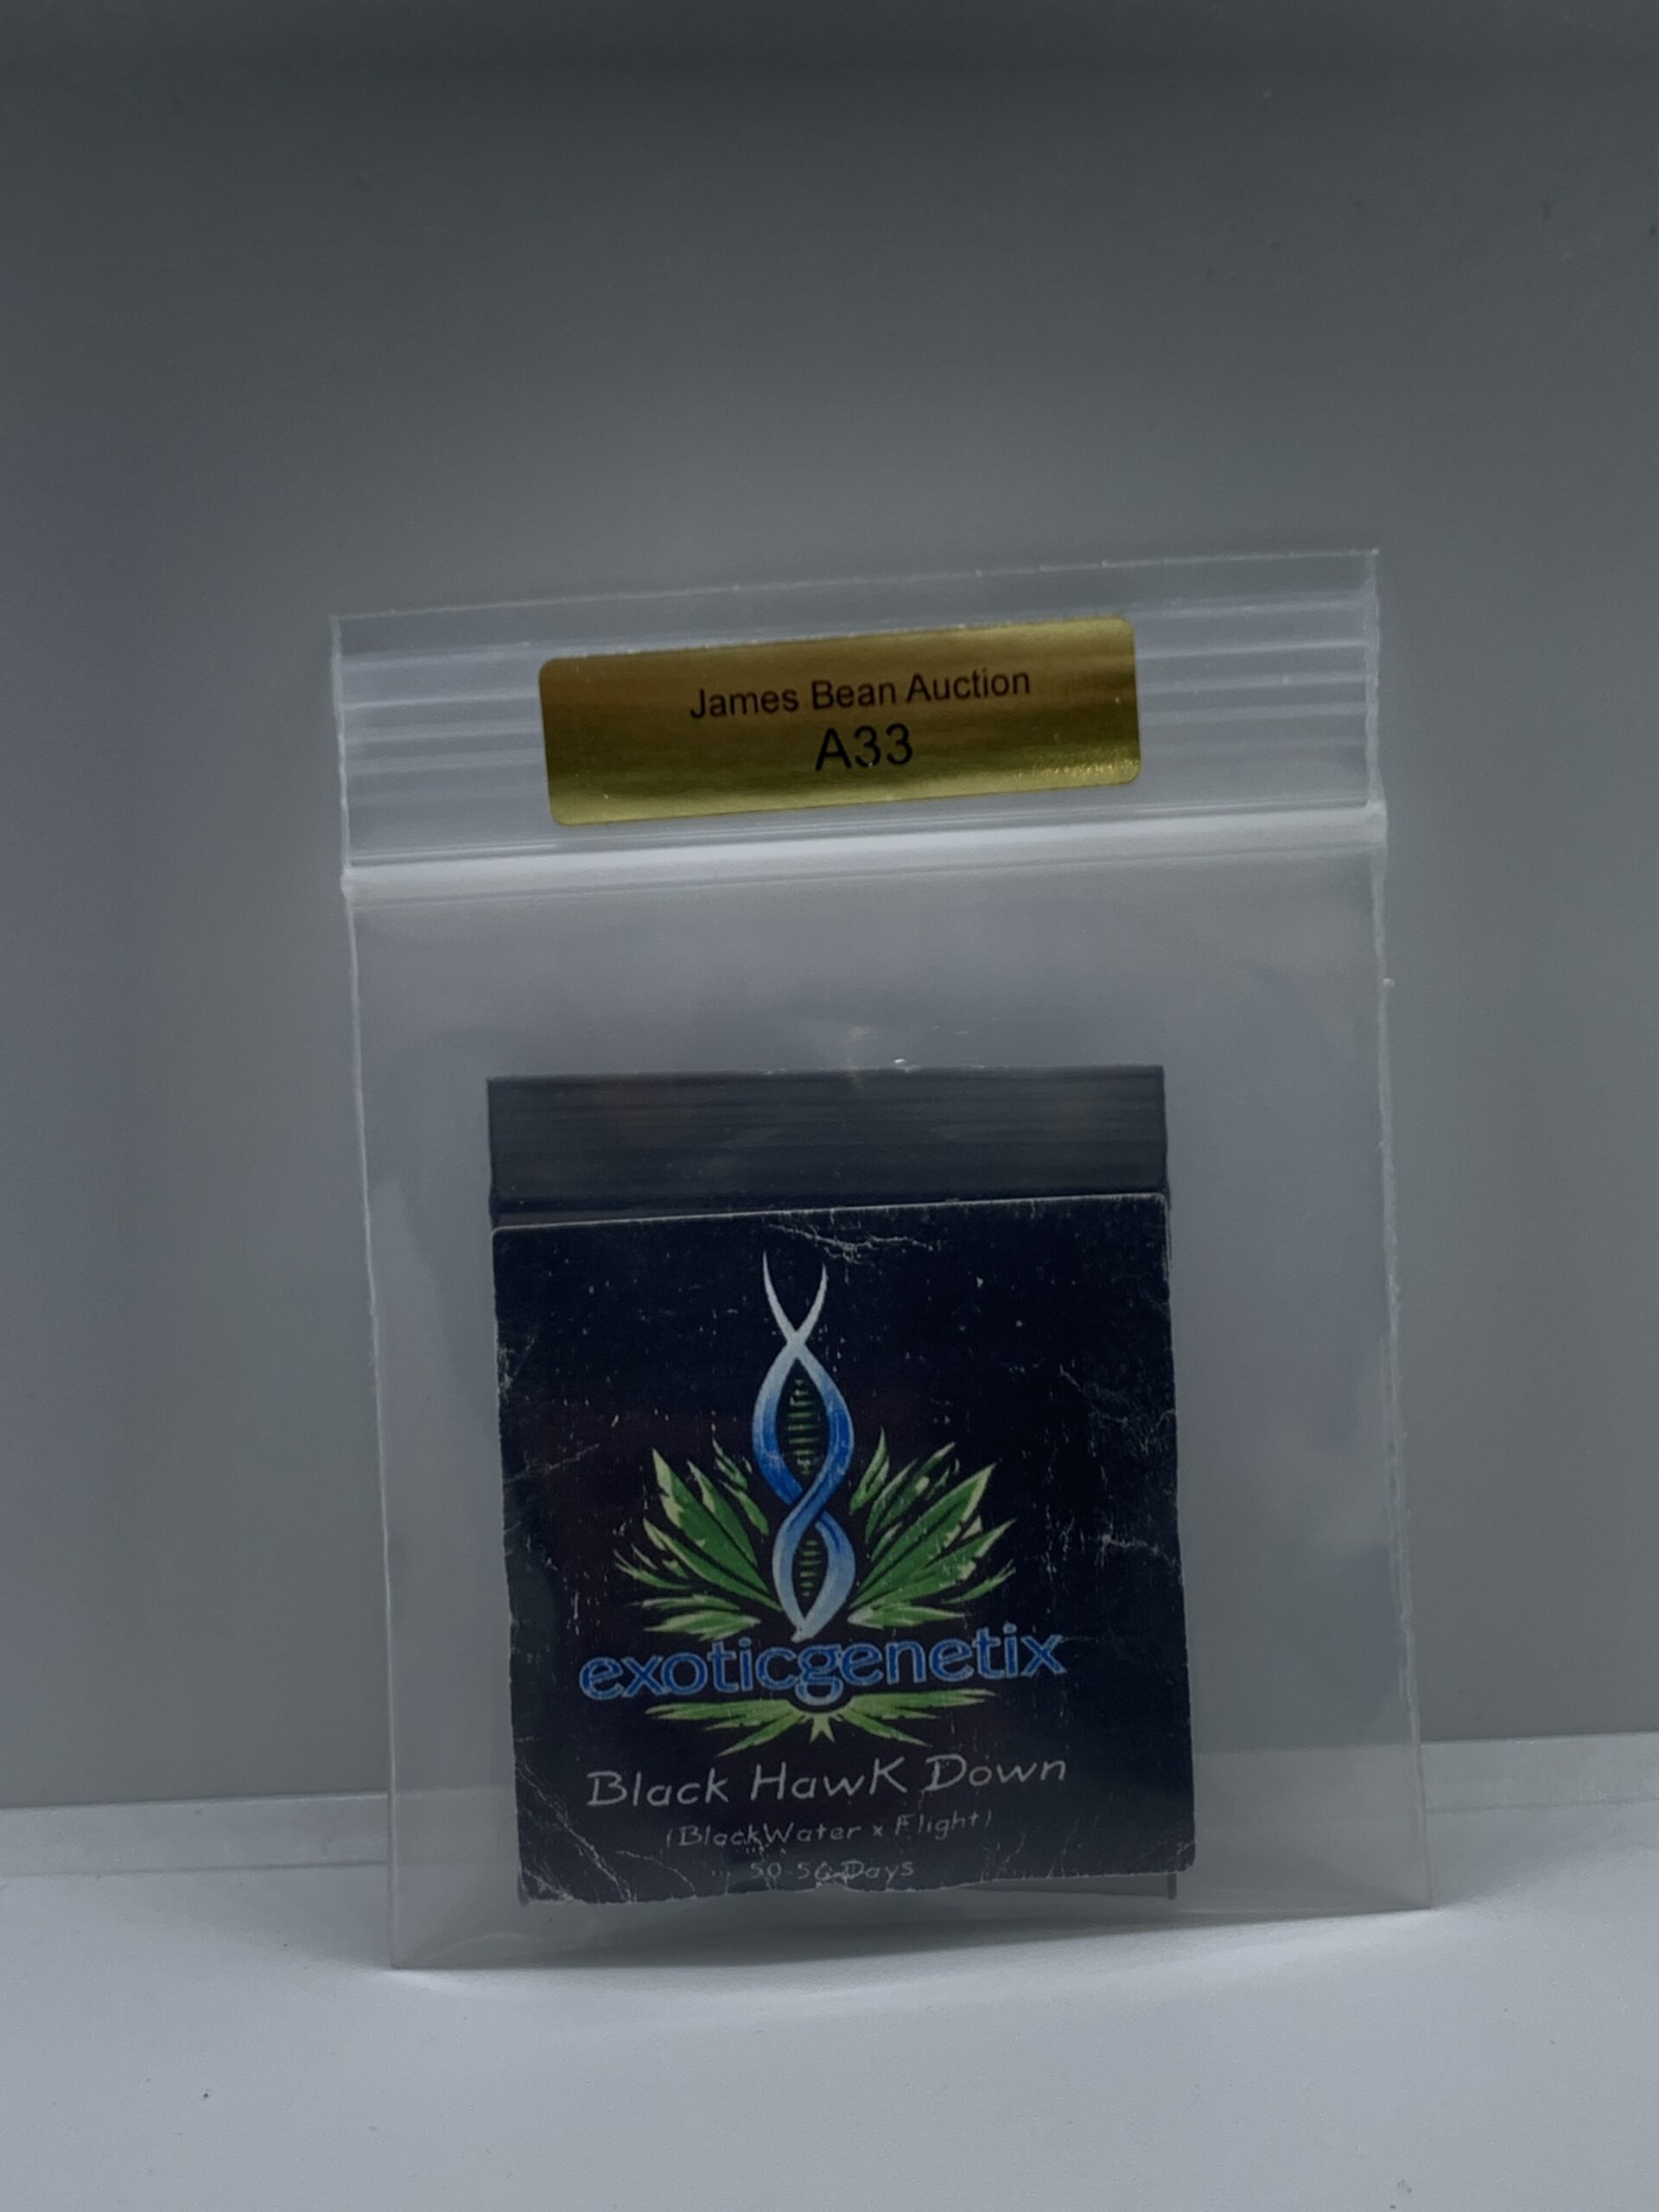 James Bean Auction
A33
exoticgenetix
Black Hawk Down
(BlackWater x Flight)
50-56 Days